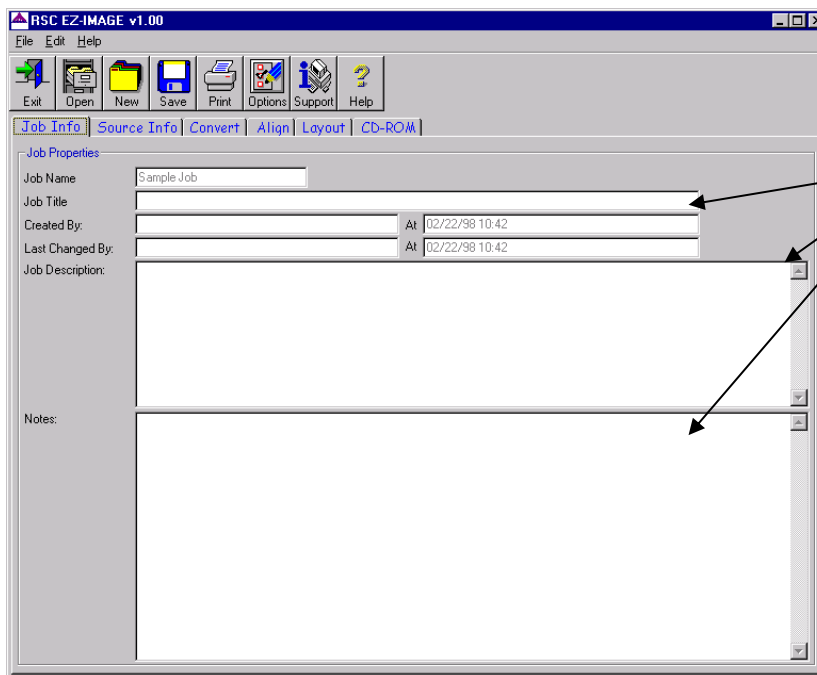 RSC EZ-IMAGE v1.00
File Edit Help
Exit Open New Save Print Options Support Help
Job Info Source Info Convert Align Layout CD-ROM
Job Properties
Job Name Sample Job
Job Title
Created By: At 02/22/98 10:42
Last Changed By: At 02/22/98 10:42
Job Description:
Notes: